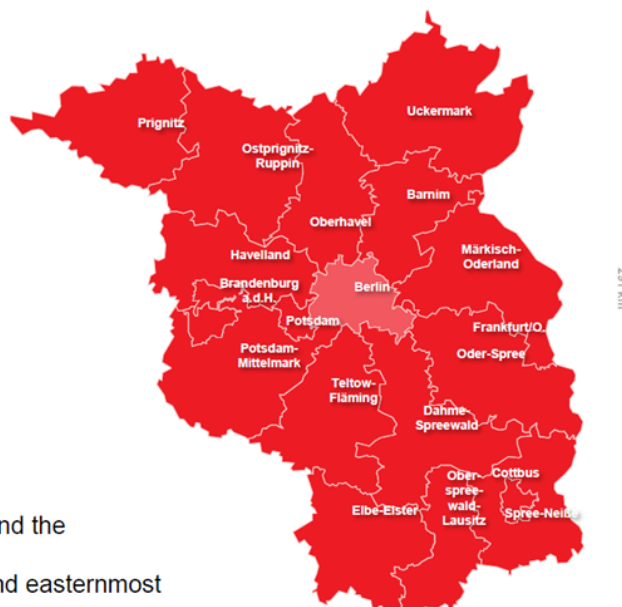 Uckermark
Prignitz
Ostprignitz-
Ruppin
Barnim
Oberhavel
Havelland
Märkisch-
Oderland
Brandenburg
a.d.H.
Berlin
Potsdam
Frankfurt/O.
Potsdam-
Mittelmark
Oder-Spree
Teltow-
Fläming
Dahme-
Spreewald
Ober-
spree-
wald-
Lausitz
Cottbus
Elbe-Elster
Spree-Neiße
nd the
nd easternmost